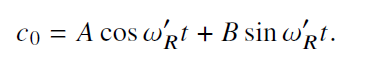 c₀ = A cos ω′_R t + B sin ω′_R t.